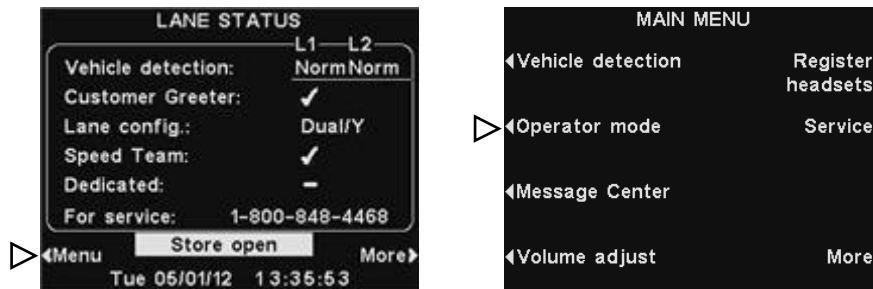 LANE STATUS
L1 L2
Vehicle detection: Norm Norm
Customer Greeter: ✓
Lane config.: Dual/Y
Speed Team: ✓
Dedicated: –
For service: 1-800-848-4468
Store open
Menu More
Tue 05/01/12 13:35:53
MAIN MENU
Vehicle detection Register
headsets
Operator mode Service
Message Center
Volume adjust More